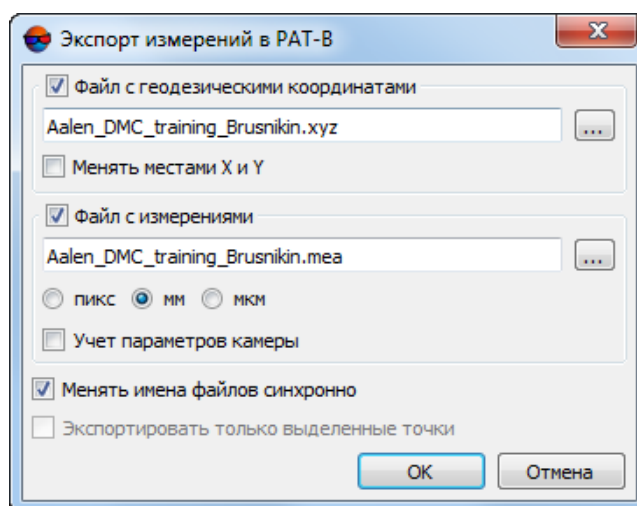 Экспорт измерений в PAT-B
Файл с геодезическими координатами
Aalen_DMC_training_Brusnikin.xyz
...
Менять местами X и Y
Файл с измерениями
Aalen_DMC_training_Brusnikin.mea
...
пикс мм мкм
Учет параметров камеры
Менять имена файлов синхронно
Экспортировать только выделенные точки
OK Отмена